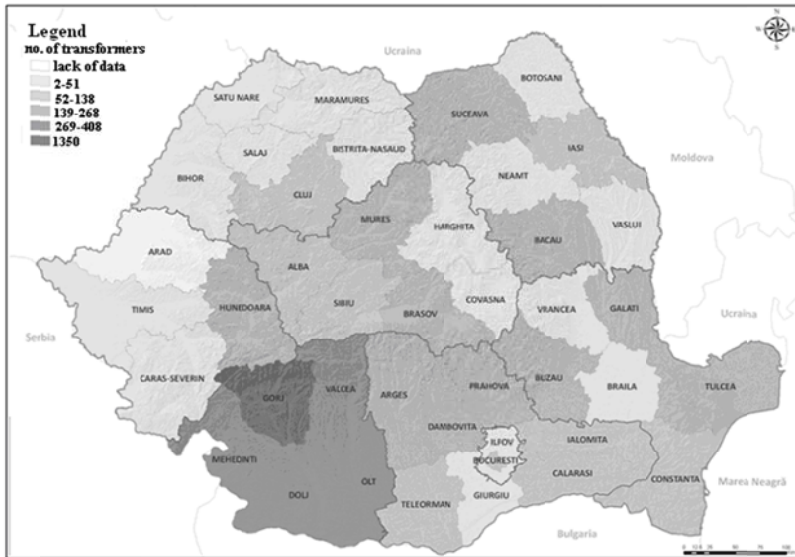 Legend
no. of transformers
lack of data
2-51
52-138
139-268
269-408
1350
Ucraina
Moldova
Ucraina
Marea Neagră
Bulgaria
Serbia
BOTOSANI
SATU NARE
MARAMURES
SUCEAVA
SALAJ
BISTRITA-NASAUD
IASI
BIHOR
CLUJ
NEAMT
MURES
HARGHITA
VASLUI
BACAU
ARAD
ALBA
TIMIS
HUNEDOARA
SIBIU
BRASOV
COVASNA
VRANCEA
GALATI
CARAS-SEVERIN
GORJ
VALCEA
ARGES
PRAHOVA
BUZAU
BRAILA
TULCEA
DAMBOVITA
ILFOV
IALOMITA
BUCURESTI
MEHEDINTI
OLT
DOLJ
CALARASI
CONSTANTA
TELEORMAN
GIURGIU